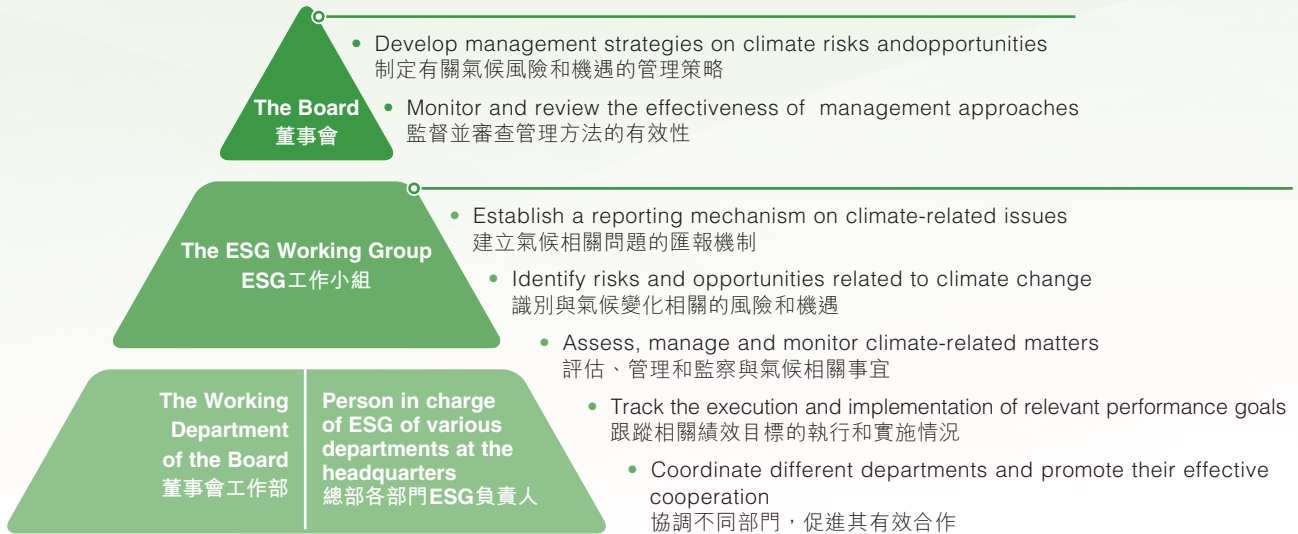 The Board
董事會
• Develop management strategies on climate risks andopportunities
制定有關氣候風險和機遇的管理策略
• Monitor and review the effectiveness of management approaches
監督並審查管理方法的有效性
The ESG Working Group
ESG工作小組
• Establish a reporting mechanism on climate-related issues
建立氣候相關問題的匯報機制
• Identify risks and opportunities related to climate change
識別與氣候變化相關的風險和機遇
• Assess, manage and monitor climate-related matters
評估、管理和監察與氣候相關事宜
• Track the execution and implementation of relevant performance goals
跟蹤相關績效目標的執行和實施情況
• Coordinate different departments and promote their effective
cooperation
協調不同部門，促進其有效合作
The Working
Department
of the Board
董事會工作部
Person in charge
of ESG of various
departments at the
headquarters
總部各部門ESG負責人